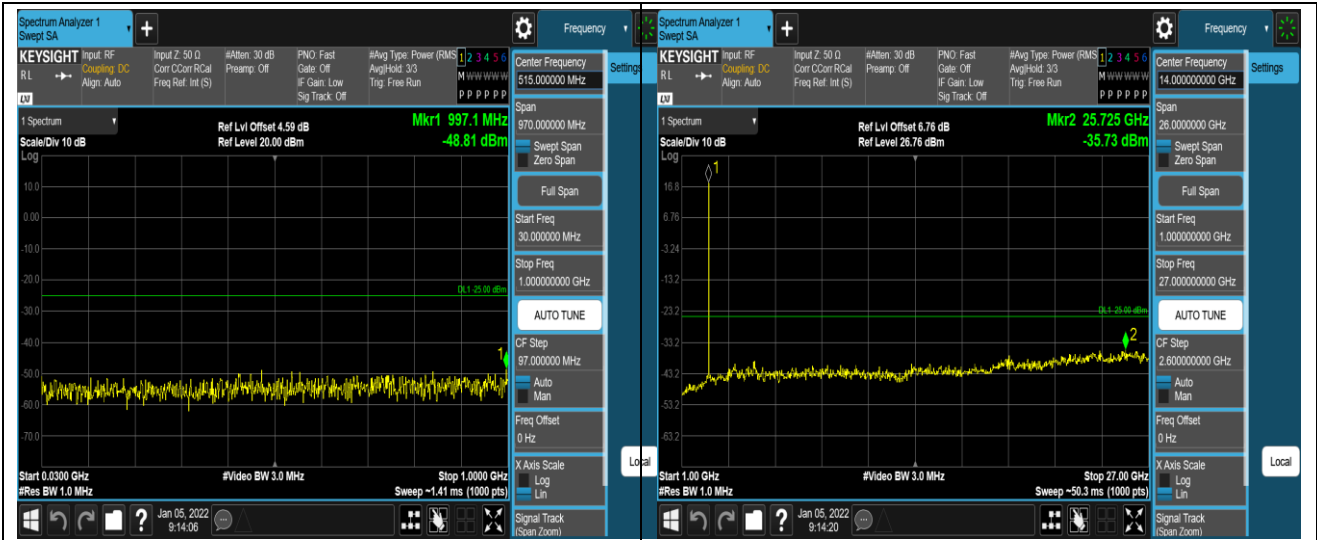 Spectrum Analyzer 1
Swept SA
+
Frequency
KEYSIGHT
RL
LXI
Input: RF
Coupling: DC
Align: Auto
Input Z: 50 Ω
Corr CCorr RCal
Freq Ref: Int (S)
#Atten: 30 dB
Preamp: Off
PNO: Fast
Gate: Off
IF Gain: Low
Sig Track: Off
#Avg Type: Power (RMS
Avg|Hold: 3/3
Trig: Free Run
1 2 3 4 5 6
M W W W W W
P P P P P P
Center Frequency
515.000000 MHz
Settings
Span
970.000000 MHz
Swept Span
Zero Span
Full Span
Start Freq
30.000000 MHz
Stop Freq
1.000000000 GHz
AUTO TUNE
CF Step
97.000000 MHz
Auto
Man
Freq Offset
0 Hz
X Axis Scale
Log
Lin
Signal Track
(Span Zoom)
Local
1 Spectrum
Scale/Div 10 dB
Log
Ref Lvl Offset 4.59 dB
Ref Level 20.00 dBm
Mkr1 997.1 MHz
-48.81 dBm
10.0
0.00
-10.0
-20.0
DL1 -25.00 dBm
-30.0
-40.0
1
-50.0
-60.0
-70.0
Start 0.0300 GHz
#Res BW 1.0 MHz
#Video BW 3.0 MHz
Stop 1.0000 GHz
Sweep ~1.41 ms (1000 pts)
?
Jan 05, 2022
9:14:06
Spectrum Analyzer 1
Swept SA
+
Frequency
KEYSIGHT
RL
LXI
Input: RF
Coupling: DC
Align: Auto
Input Z: 50 Ω
Corr CCorr RCal
Freq Ref: Int (S)
#Atten: 30 dB
Preamp: Off
PNO: Fast
Gate: Off
IF Gain: Low
Sig Track: Off
#Avg Type: Power (RMS
Avg|Hold: 3/3
Trig: Free Run
1 2 3 4 5 6
M W W W W W
P P P P P P
Center Frequency
14.000000000 GHz
Settings
Span
26.0000000 GHz
Swept Span
Zero Span
Full Span
Start Freq
1.000000000 GHz
Stop Freq
27.000000000 GHz
AUTO TUNE
CF Step
2.600000000 GHz
Auto
Man
Freq Offset
0 Hz
X Axis Scale
Log
Lin
Signal Track
(Span Zoom)
Local
1 Spectrum
Scale/Div 10 dB
Log
Ref Lvl Offset 6.76 dB
Ref Level 26.76 dBm
Mkr2 25.725 GHz
-35.73 dBm
1
16.8
6.76
-3.24
-13.2
-23.2
DL1 -25.00 dBm
-33.2
2
-43.2
-53.2
-63.2
Start 1.00 GHz
#Res BW 1.0 MHz
#Video BW 3.0 MHz
Stop 27.00 GHz
Sweep ~50.3 ms (1000 pts)
?
Jan 05, 2022
9:14:20